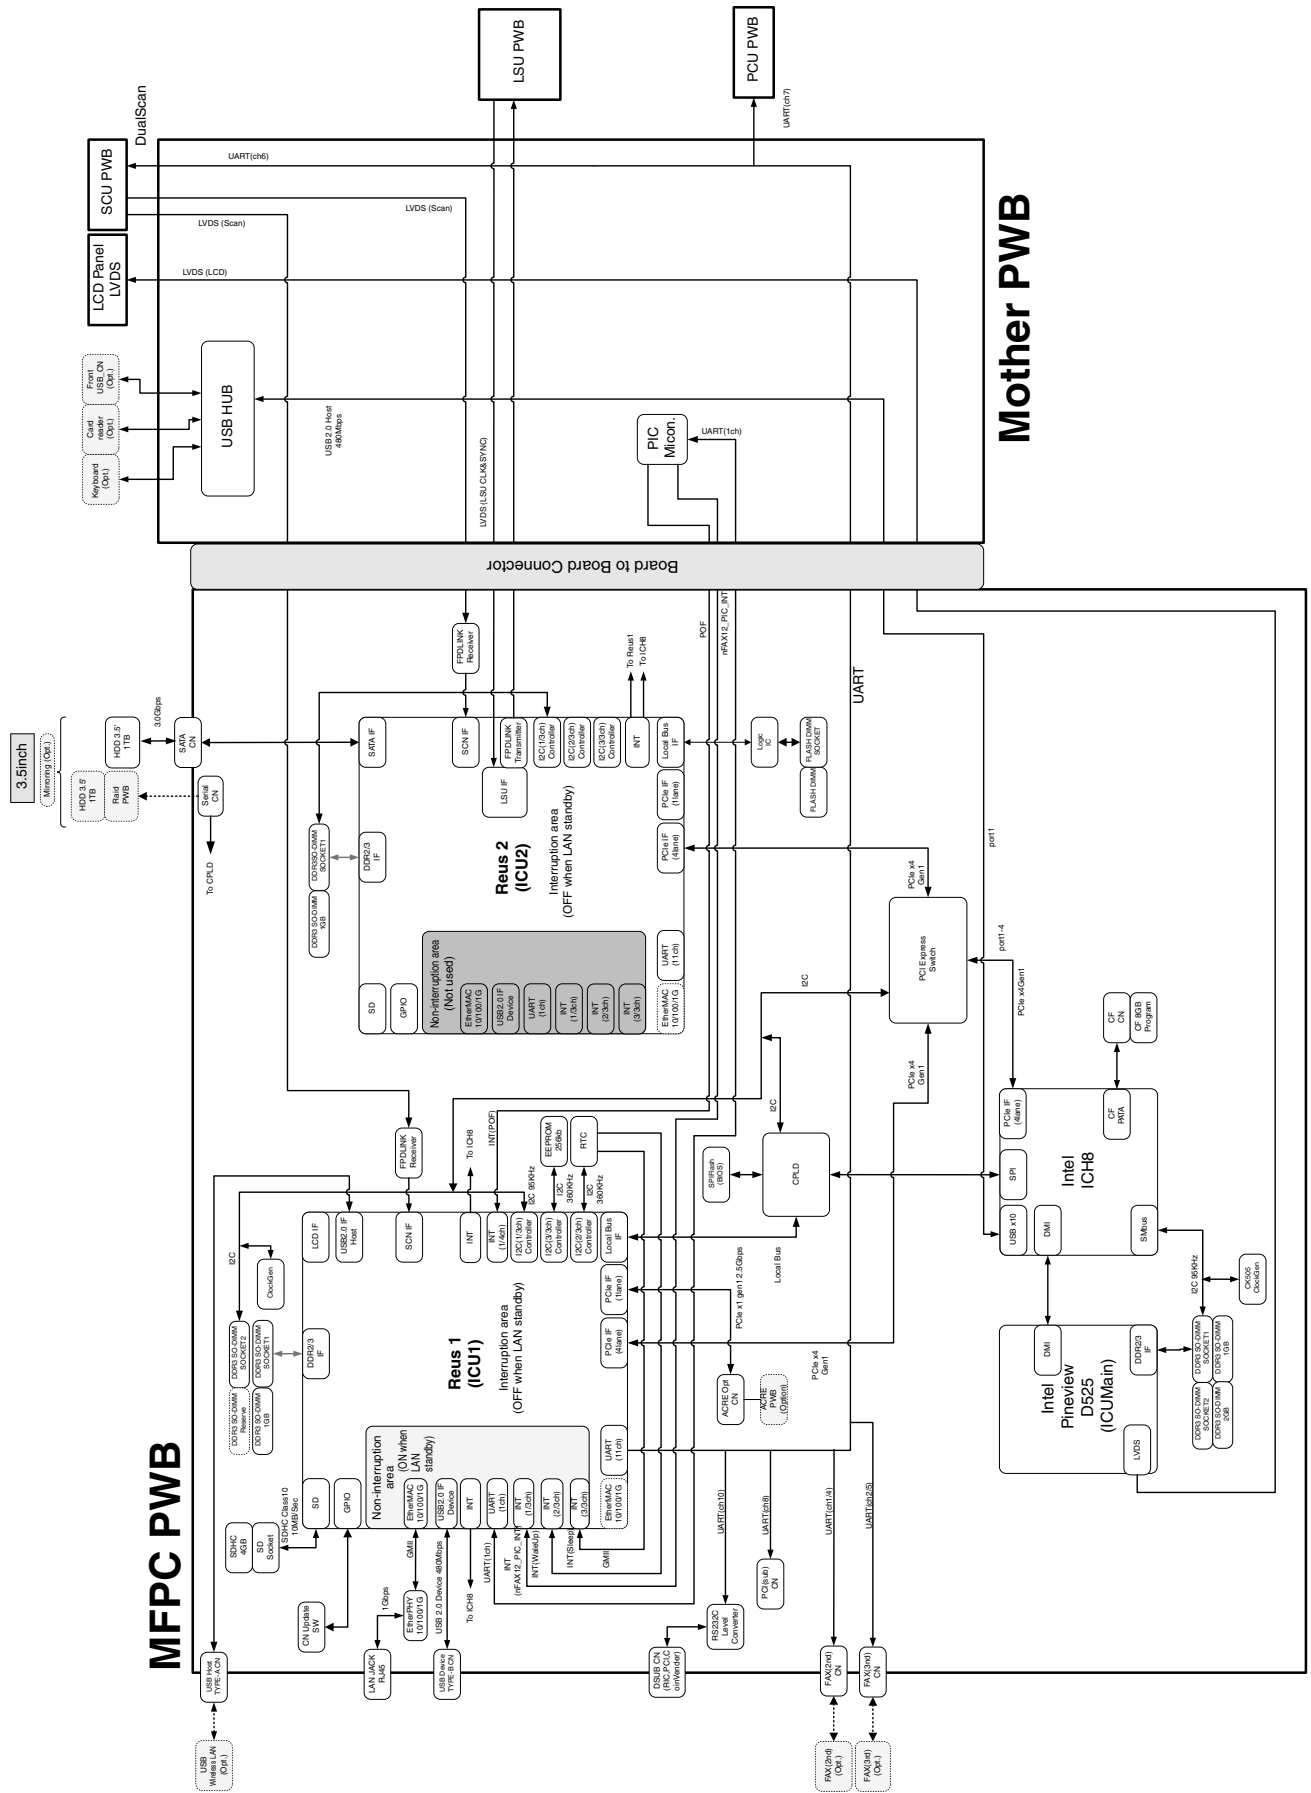 MFPC PWB
Mother PWB
Board to Board Connector
3.5inch
Mirroring (Opt.)
HDD 3.5'
1TB
HDD 3.5'
1TB
Raid
PWB
3.0Gbps
SATA
CN
Serial
CN
To CPLD
SCU PWB
DualScan
LCD Panel
LVDS
LSU PWB
PCU PWB
UART(ch7)
UART(ch6)
LVDS (Scan)
LVDS (Scan)
LVDS (LCD)
Front
USB_CN
(Opt.)
Card
reader
(Opt.)
Keyboard
(Opt.)
USB HUB
USB 2.0 Host
480Mbps
LVDS (LSU CLK&SYNC)
PIC
Micon.
UART(1ch)
POF
nFAX12_PIC_INT
UART
port1
port1-4
FPDLINK
Receiver
To Reus1
To ICH8
SATA IF
SCN IF
FPDLINK
Transmitter
LSU IF
I2C(1/3ch)
Controller
I2C(2/3ch)
Controller
I2C(3/3ch)
Controller
INT
Local Bus
IF
PCIe IF
(1lane)
PCIe IF
(4lane)
UART
(11ch)
EtherMAC
10/100/1G
DDR2/3
IF
DDR3SO-DIMM
SOCKET1
DDR3 SO-DIMM
1GB
Reus 2
(ICU2)
Interruption area
(OFF when LAN standby)
SD
GPIO
Non-interruption area
(Not used)
EtherMAC
10/100/1G
USB2.0 IF
Device
UART
(1ch)
INT
(1/3ch)
INT
(2/3ch)
INT
(3/3ch)
Logic
IC
FLASH DIMM
SOCKET
FLASH DIMM
PCIe x4
Gen1
PCI Express
Switch
PCIe x4
Gen1
PCIe x4Gen1
I2C
I2C
CF
CN
CF 8GB
Program
PCIe IF
(4lane)
CF
PATA
SPI
USB x10
DMI
SMbus
Intel
ICH8
SPIFlash
(BIOS)
CPLD
Local Bus
I2C 95KHz
CK505
ClockGen
DDR3 SO-DIMM
SOCKET1
DDR3 SO-DIMM
1GB
DDR3 SO-DIMM
SOCKET2
DDR3 SO-DIMM
2GB
DMI
DDR2/3
IF
LVDS
Intel
Pineview
D525
(ICUMain)
FPDLINK
Receiver
To ICH8
INT(POF)
I2C 95KHz
EEPROM
256kb
RTC
I2C
360KHz
I2C
360KHz
LCD IF
USB2.0 IF
Host
SCN IF
INT
INT
(1/4ch)
I2C(1/3ch)
Controller
I2C(3/3ch)
Controller
I2C(2/3ch)
Controller
Local Bus
IF
PCIe IF
(1lane)
PCIe IF
(4lane)
UART
(11ch)
EtherMAC
10/100/1G
I2C
ClockGen
DDR3 SO-DIMM
SOCKET2
DDR3 SO-DIMM
SOCKET1
DDR3 SO-DIMM
Reserve
DDR3 SO-DIMM
1GB
DDR2/3
IF
Reus 1
(ICU1)
Interruption area
(OFF when LAN standby)
PCIe x1 gen1 2.5Gbps
ACRE Opt
CN
ACRE
PWB
(Option)
PCIe x4
Gen1
Non-interruption
area
(ON when
LAN
standby)
SD
GPIO
EtherMAC
10/100/1G
USB2.0 IF
Device
INT
UART
(1ch)
INT
(1/3ch)
INT
(2/3ch)
INT
(3/3ch)
SDHC
4GB
SD
Socket
SDHC Class10
10MB/Sec
CN Update
SW
1Gbps
EtherPHY
10/100/1G
GMII
USB 2.0 Device 480Mbps
To ICH8
UART(1ch)
INT
(nFAX12_PIC_INT)
INT(WakeUp)
INT(Sleep)
GMII
UART(ch10)
UART(ch8)
UART(ch1/4)
UART(ch2/5)
PCI(sub)
CN
RS232C
Level
Converter
DSUB CN
(RIC,PCI,C
oinVender)
USB Host
TYPE-A CN
USB
Wireless LAN
(Opt.)
LAN JACK
RJ45
USB Device
TYPE-B CN
FAX(2nd)
CN
FAX(3rd)
CN
FAX(2nd)
(Opt.)
FAX(3rd)
(Opt.)